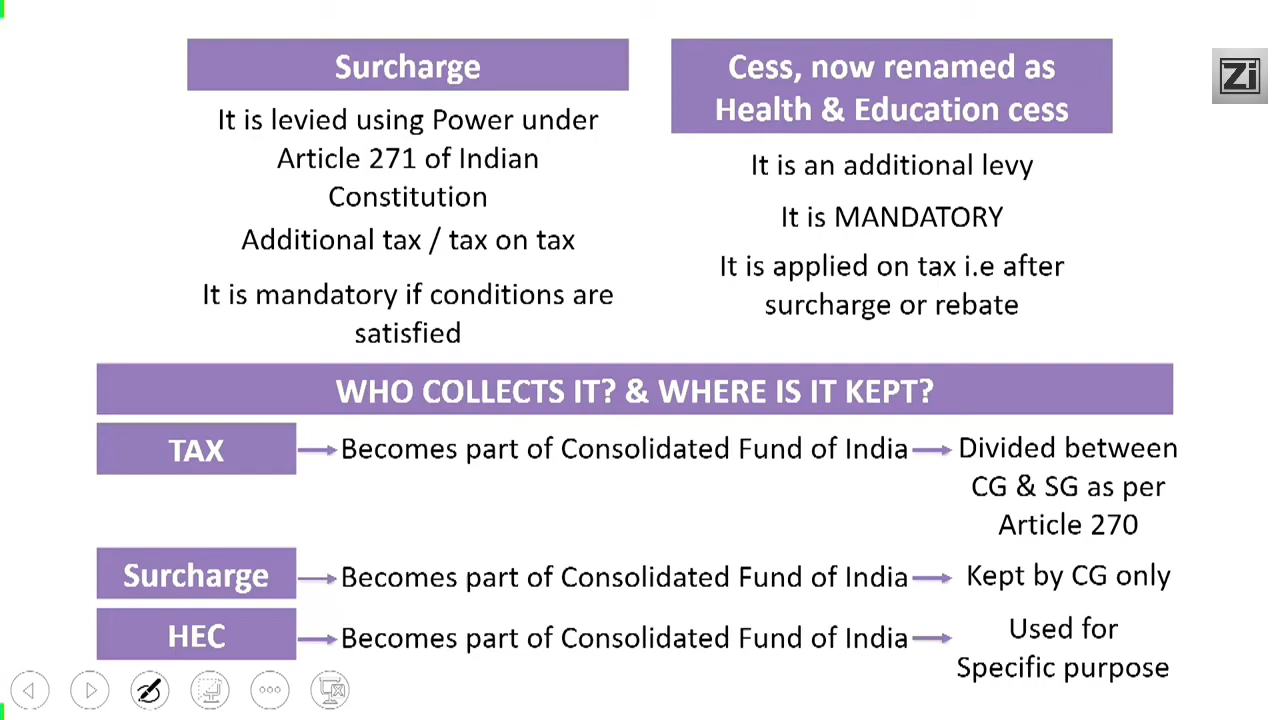 Surcharge
It is levied using Power under
Article 271 of Indian
Constitution
Additional tax / tax on tax
It is mandatory if conditions are
satisfied
Cess, now renamed as
Health & Education cess
It is an additional levy
It is MANDATORY
It is applied on tax i.e after
surcharge or rebate
Zi
WHO COLLECTS IT? & WHERE IS IT KEPT?
TAX Becomes part of Consolidated Fund of India Divided between
CG & SG as per
Article 270
Surcharge Becomes part of Consolidated Fund of India Kept by CG only
HEC Becomes part of Consolidated Fund of India Used for
Specific purpose